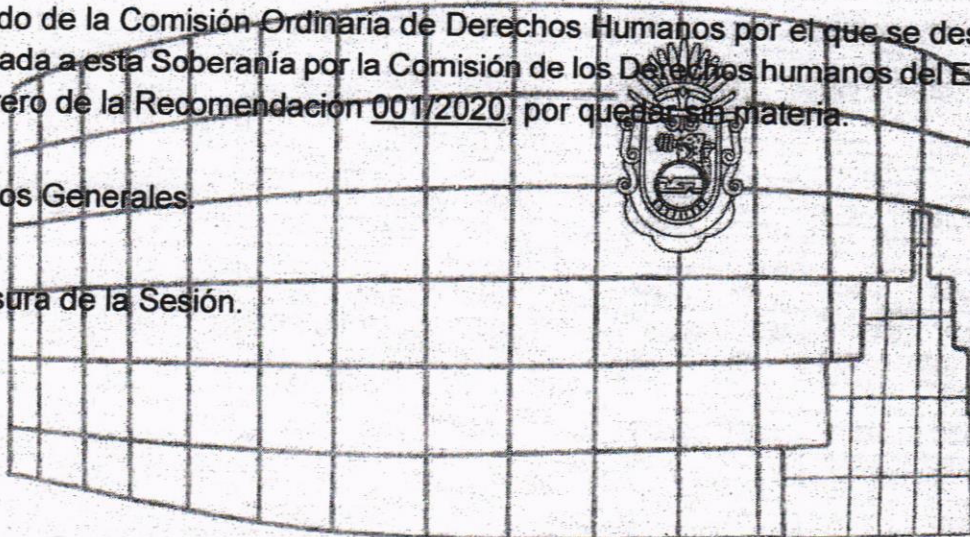 do de la Comisión Ordinaria de Derechos Humanos por el que se des
ada a esta Soberanía por la Comisión de los Derechos humanos del E
rero de la Recomendación 001/2020, por quedar sin materia.
os Generales.
sura de la Sesión.